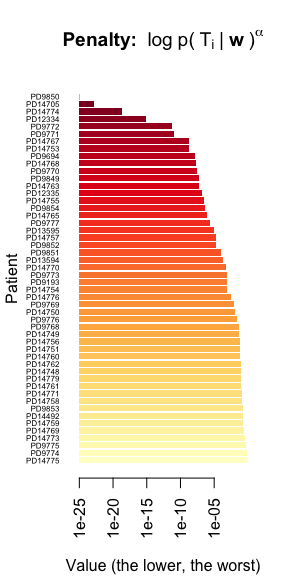 Penalty: log p( Tᵢ | w )^α
PD9850
PD14705
PD14774
PD12334
PD9772
PD9771
PD14767
PD14753
PD9694
PD14768
PD9770
PD9849
PD14763
PD12335
PD14755
PD9854
PD14765
PD9777
PD13595
PD14757
PD9852
PD9851
PD13594
PD14770
PD9773
PD9193
PD14754
PD14776
PD9769
PD14750
PD9776
PD9768
PD14749
PD14756
PD14751
PD14760
PD14762
PD14748
PD14779
PD14761
PD14771
PD14758
PD9853
PD14492
PD14759
PD14769
PD14773
PD9775
PD9774
PD14775
Patient
1e-25
1e-20
1e-15
1e-10
1e-05
Value (the lower, the worst)